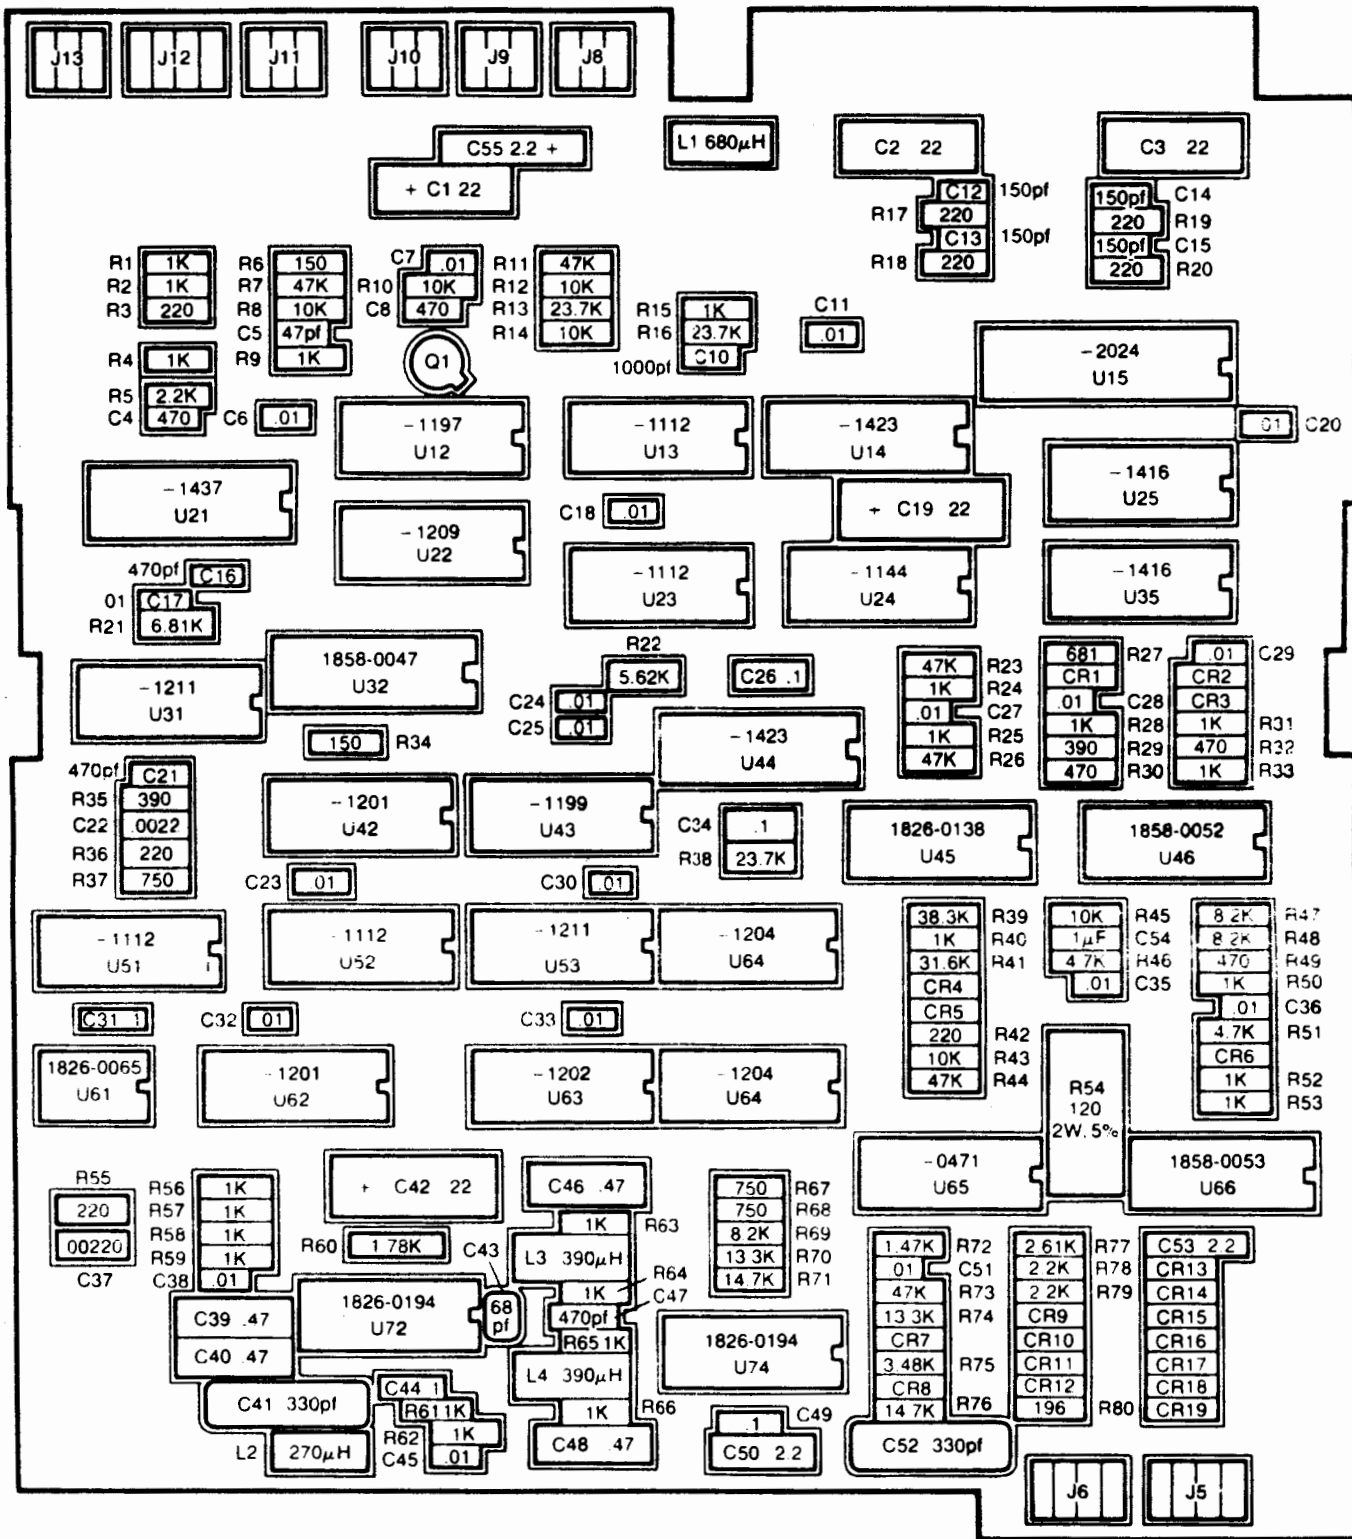 J13 J12 J11 J10 J9 J8
C55 2.2 +
+ C1 22
L1 680μH
C2 22
C3 22
C12 150pf
R17 220
C13 150pf
R18 220
150pf C14
220 R19
150pf C15
220 R20
R1 1K
R2 1K
R3 220
R4 1K
R5 2.2K
C4 470
R6 150
R7 47K
R8 10K
C5 47pf
R9 1K
C6 .01
C7 .01
R10 10K
C8 470
Q1
R11 47K
R12 10K
R13 23.7K
R14 10K
R15 1K
R16 23.7K
1000pf C10
C11
.01
-2024
U15
-1197
U12
-1112
U13
-1423
U14
01 C20
-1437
U21
-1209
U22
C18 .01
+ C19 22
-1416
U25
-1112
U23
-1144
U24
-1416
U35
470pf C16
01 C17
R21 6.81K
1858-0047
U32
-1211
U31
150 R34
R22
5.62K
C24 .01
C25 .01
C26 .1
-1423
U44
47K R23
1K R24
.01 C27
1K R25
47K R26
681 R27
CR1
.01 C28
1K R28
390 R29
470 R30
.01 C29
CR2
CR3
1K R31
470 R32
1K R33
470pf C21
R35 390
C22 .0022
R36 220
R37 750
-1201
U42
-1199
U43
C34 .1
R38 23.7K
1826-0138
U45
1858-0052
U46
C23 01
C30 .01
-1112
U51
-1112
U52
-1211
U53
-1204
U64
38.3K R39
1K R40
31.6K R41
CR4
CR5
220 R42
10K R43
47K R44
10K R45
1μF C54
4.7K R46
.01 C35
8.2K R47
8.2K R48
470 R49
1K R50
.01 C36
4.7K R51
CR6
1K R52
1K R53
C31 1
C32 01
C33 .01
1826-0065
U61
-1201
U62
-1202
U63
-1204
U64
R54
120
2W. 5%
-0471
U65
1858-0053
U66
R55
220
00220
C37
R56 1K
R57 1K
R58 1K
R59 1K
C38 .01
+ C42 22
R60 1.78K
C43
68
pf
C46 .47
1K R63
L3 390μH
1K R64
470pf C47
R65 1K
L4 390μH
1K R66
C48 .47
750 R67
750 R68
8.2K R69
13.3K R70
14.7K R71
1826-0194
U72
1826-0194
U74
C39 .47
C40 .47
C41 330pf
L2 270μH
C44 1
R61 1K
R62 1K
C45 .01
.1 C49
C50 2.2
1.47K R72
01 C51
47K R73
13.3K R74
CR7
3.48K R75
CR8
14.7K R76
C52 330pf
2.61K R77
2.2K R78
2.2K R79
CR9
CR10
CR11
CR12
196 R80
C53 2.2
CR13
CR14
CR15
CR16
CR17
CR18
CR19
J6 J5